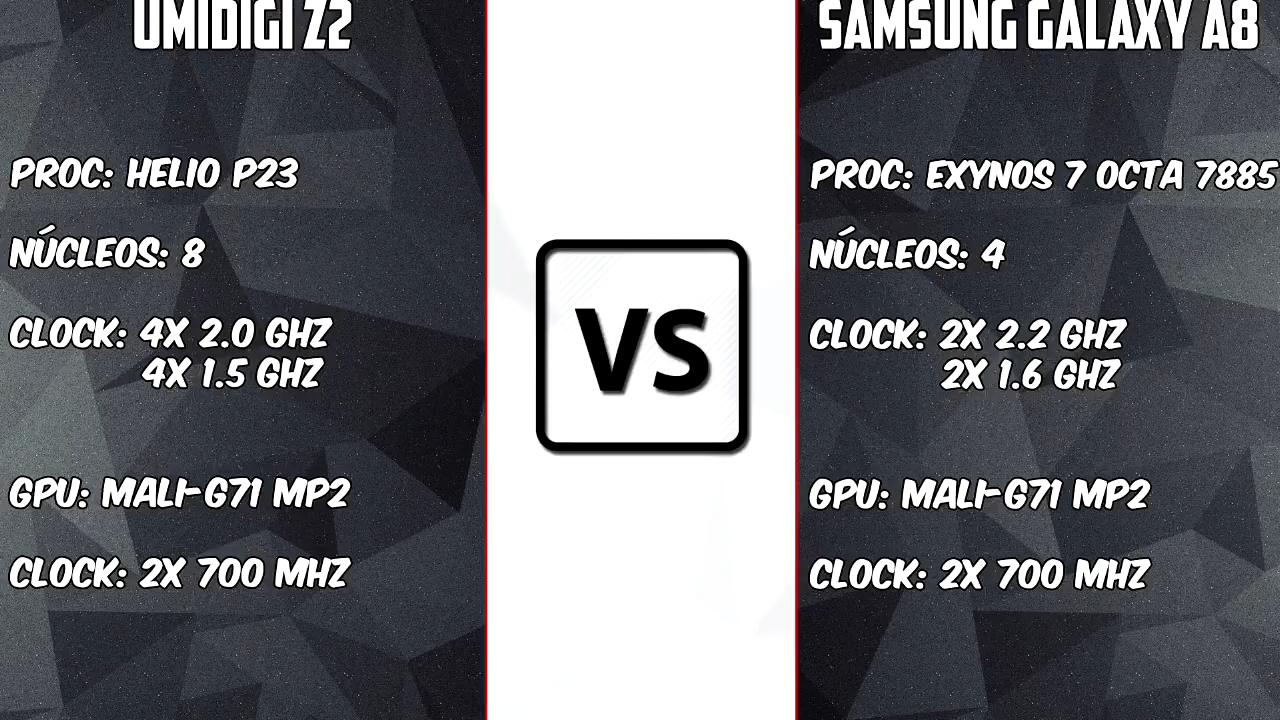 UMIDIGI Z2
PROC: HELIO P23
NÚCLEOS: 8
CLOCK: 4X 2.0 GHZ
4X 1.5 GHZ
GPU: MALI-G71 MP2
CLOCK: 2X 700 MHZ
VS
SAMSUNG GALAXY A8
PROC: EXYNOS 7 OCTA 7885
NÚCLEOS: 4
CLOCK: 2X 2.2 GHZ
2X 1.6 GHZ
GPU: MALI-G71 MP2
CLOCK: 2X 700 MHZ